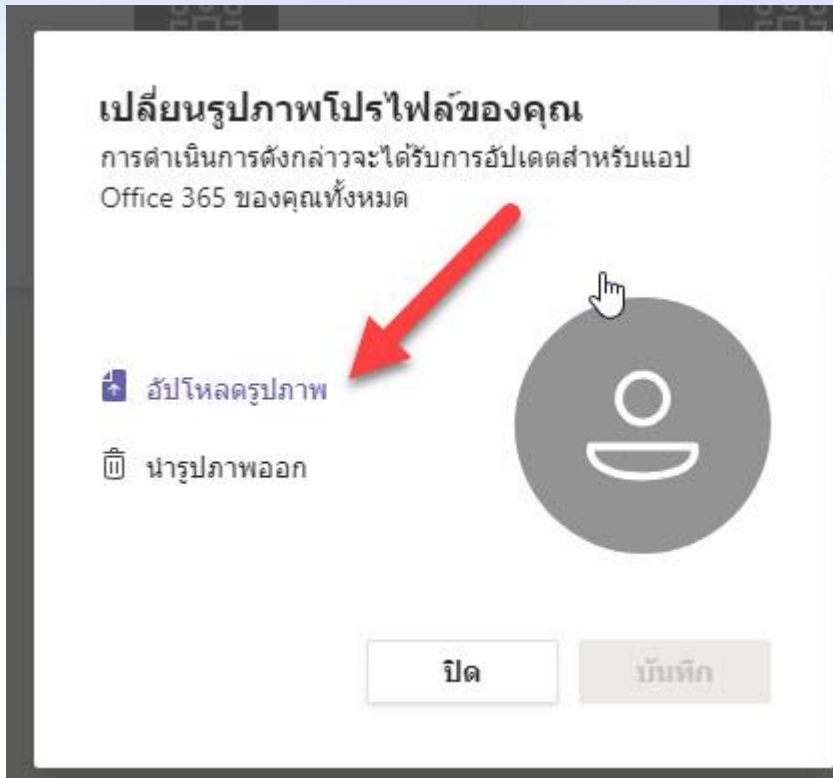 เปลี่ยนรูปภาพโปรไฟล์ของคุณ
การดำเนินการดังกล่าวจะได้รับการอัปเดตสำหรับแอป
Office 365 ของคุณทั้งหมด
อัปโหลดรูปภาพ
นำรูปภาพออก
ปิด
บันทึก